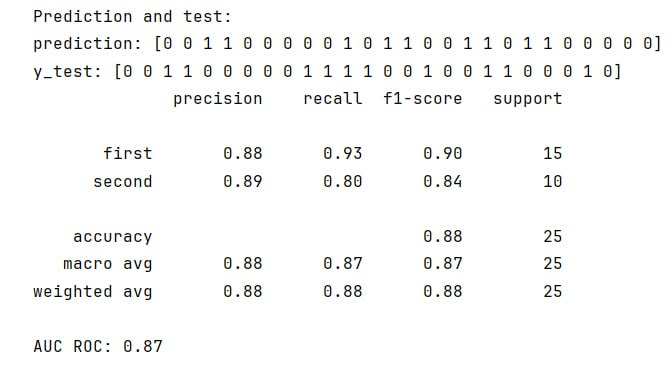 Prediction and test:
prediction: [0 0 1 1 0 0 0 0 0 1 0 1 1 0 0 1 1 0 1 1 0 0 0 0 0]
y_test: [0 0 1 1 0 0 0 0 0 1 1 1 1 0 0 1 0 0 1 1 0 0 0 1 0]
precision recall f1-score support
first 0.88 0.93 0.90 15
second 0.89 0.80 0.84 10
accuracy 0.88 25
macro avg 0.88 0.87 0.87 25
weighted avg 0.88 0.88 0.88 25
AUC ROC: 0.87